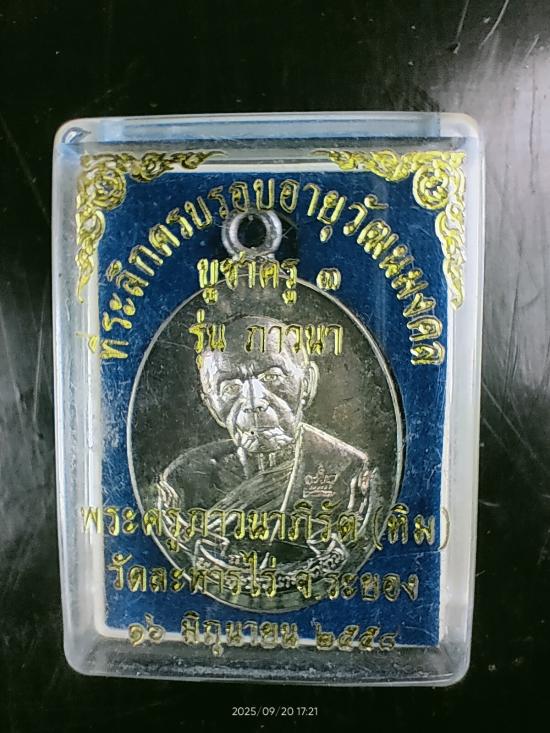 ที่ระลึกครบรอบอายุวัฒนมงคล
บูชาครู ๓
รุ่น ภาวนา
พระครูภาวนาภิรัต (ทิม)
วัดละหารไร่ จ.ระยอง
๑๖ มิถุนายน ๒๕๕๘
2025/09/20 17:21